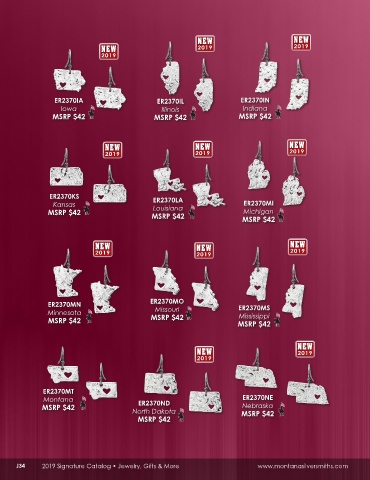 NEW
2019
NEW
2019
NEW
2019
ER2370IA
Iowa
MSRP $42
ER2370IL
Illinois
MSRP $42
ER2370IN
Indiana
MSRP $42
NEW
2019
NEW
2019
NEW
2019
ER2370KS
Kansas
MSRP $42
ER2370LA
Louisiana
MSRP $42
ER2370MI
Michigan
MSRP $42
NEW
2019
NEW
2019
NEW
2019
ER2370MN
Minnesota
MSRP $42
ER2370MO
Missouri
MSRP $42
ER2370MS
Mississippi
MSRP $42
NEW
2019
NEW
2019
ER2370MT
Montana
MSRP $42
ER2370ND
North Dakota
MSRP $42
ER2370NE
Nebraska
MSRP $42
J34 2019 Signature Catalog • Jewelry, Gifts & More www.montanasilversmiths.com